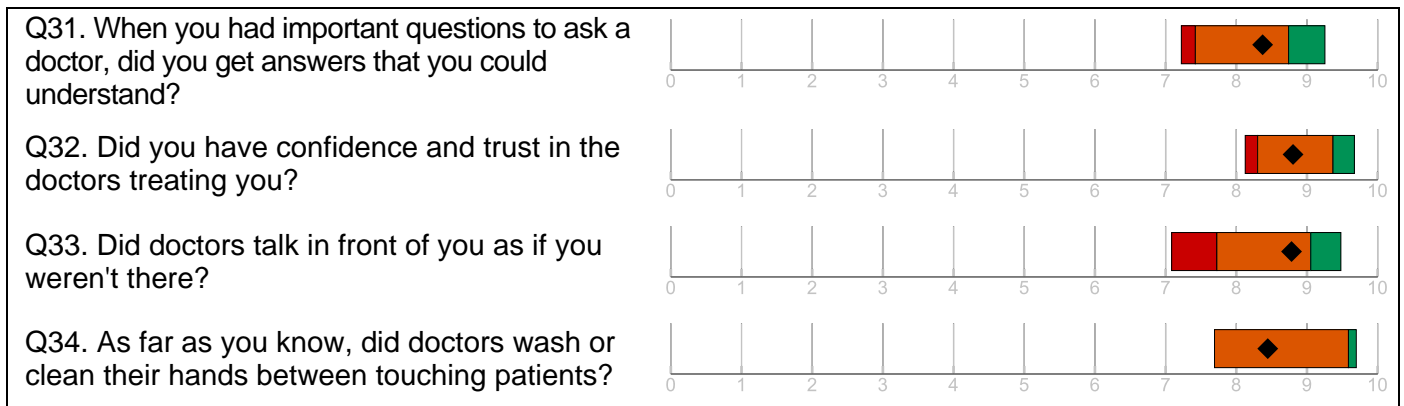 Q31. When you had important questions to ask a
doctor, did you get answers that you could
understand?
0 1 2 3 4 5 6 7 8 9 10
Q32. Did you have confidence and trust in the
doctors treating you?
0 1 2 3 4 5 6 7 8 9 10
Q33. Did doctors talk in front of you as if you
weren't there?
0 1 2 3 4 5 6 7 8 9 10
Q34. As far as you know, did doctors wash or
clean their hands between touching patients?
0 1 2 3 4 5 6 7 8 9 10